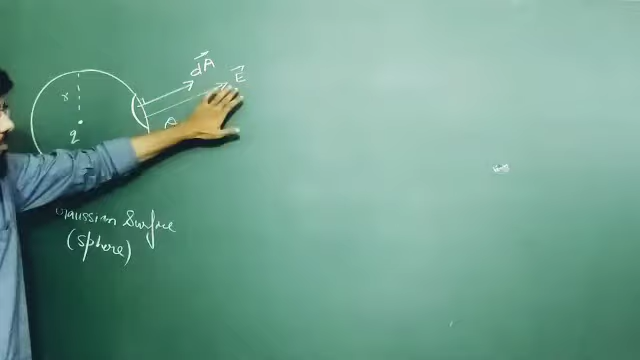 dA
E
r
q
Gaussian Surface
(Sphere)